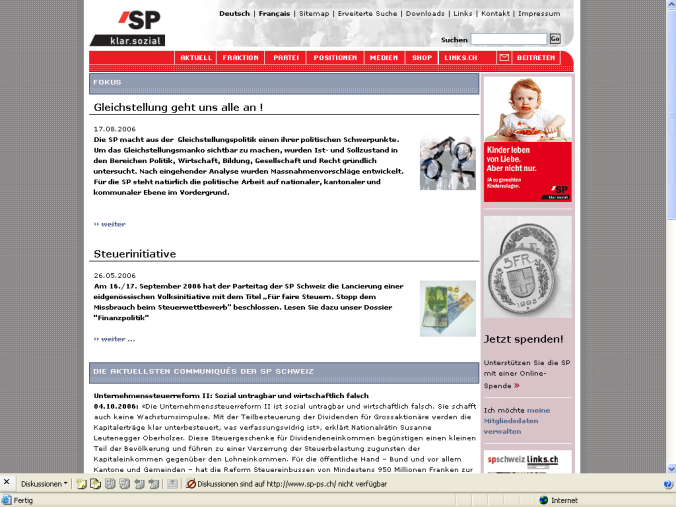 SP
klar.sozial
Deutsch | Français | Sitemap | Erweiterte Suche | Downloads | Links | Kontakt | Impressum
Suchen Go
AKTUELL FRAKTION PARTEI POSITIONEN MEDIEN SHOP LINKS.CH BEITRETEN
FOKUS
Gleichstellung geht uns alle an !
17.08.2006
Die SP macht aus der Gleichstellungspolitik einen ihrer politischen Schwerpunkte.
Um das Gleichstellungsmanko sichtbar zu machen, wurden Ist- und Sollzustand in
den Bereichen Politik, Wirtschaft, Bildung, Gesellschaft und Recht gründlich
untersucht. Nach eingehender Analyse wurden Massnahmenvorschläge entwickelt.
Für die SP steht natürlich die politische Arbeit auf nationaler, kantonaler und
kommunaler Ebene im Vordergrund.
›› weiter
Steuerinitiative
26.05.2006
Am 16./17. September 2006 hat der Parteitag der SP Schweiz die Lancierung einer
eidgenössischen Volksinitiative mit dem Titel „Für faire Steuern. Stopp dem
Missbrauch beim Steuerwettbewerb" beschlossen. Lesen Sie dazu unser Dossier
"Finanzpolitik"
›› weiter ...
DIE AKTUELLSTEN COMMUNIQUÉS DER SP SCHWEIZ
Unternehmenssteuerreform II: Sozial untragbar und wirtschaftlich falsch
04.10.2006: «Die Unternehmenssteuerreform II ist sozial untragbar und wirtschaftlich falsch. Sie schafft
auch keine Wachstumsimpulse. Mit der Teilbesteuerung der Dividenden für Grossaktionäre werden die
Kapitalerträge klar unterbesteuert, was verfassungswidrig ist», erklärt Nationalrätin Susanne
Leutenegger Oberholzer. Diese Steuergeschenke für Dividendeneinkommen begünstigen einen kleinen
Teil der Bevölkerung und führen zu einer Verzerrung der Steuerbelastung zugunsten der
Kapitaleinkommen gegenüber den Lohneinkommen. Für die öffentliche Hand – Bund und vor allem
Kantone und Gemeinden – hat die Reform Steuereinbussen von Mindestens 950 Millionen Franken zur
Kinder leben
von Liebe.
Aber nicht nur.
JA zu gerechten
Kinderzulagen.
SP
klar.sozial
5 FR.
1993
Jetzt spenden!
Unterstützen Sie die SP
mit einer Online-
Spende »
Ich möchte meine
Mitgliedsdaten
verwalten
spschweiz links.ch
Diskussionen
Diskussionen sind auf http://www.sp-ps.ch/ nicht verfügbar
Fertig
Internet